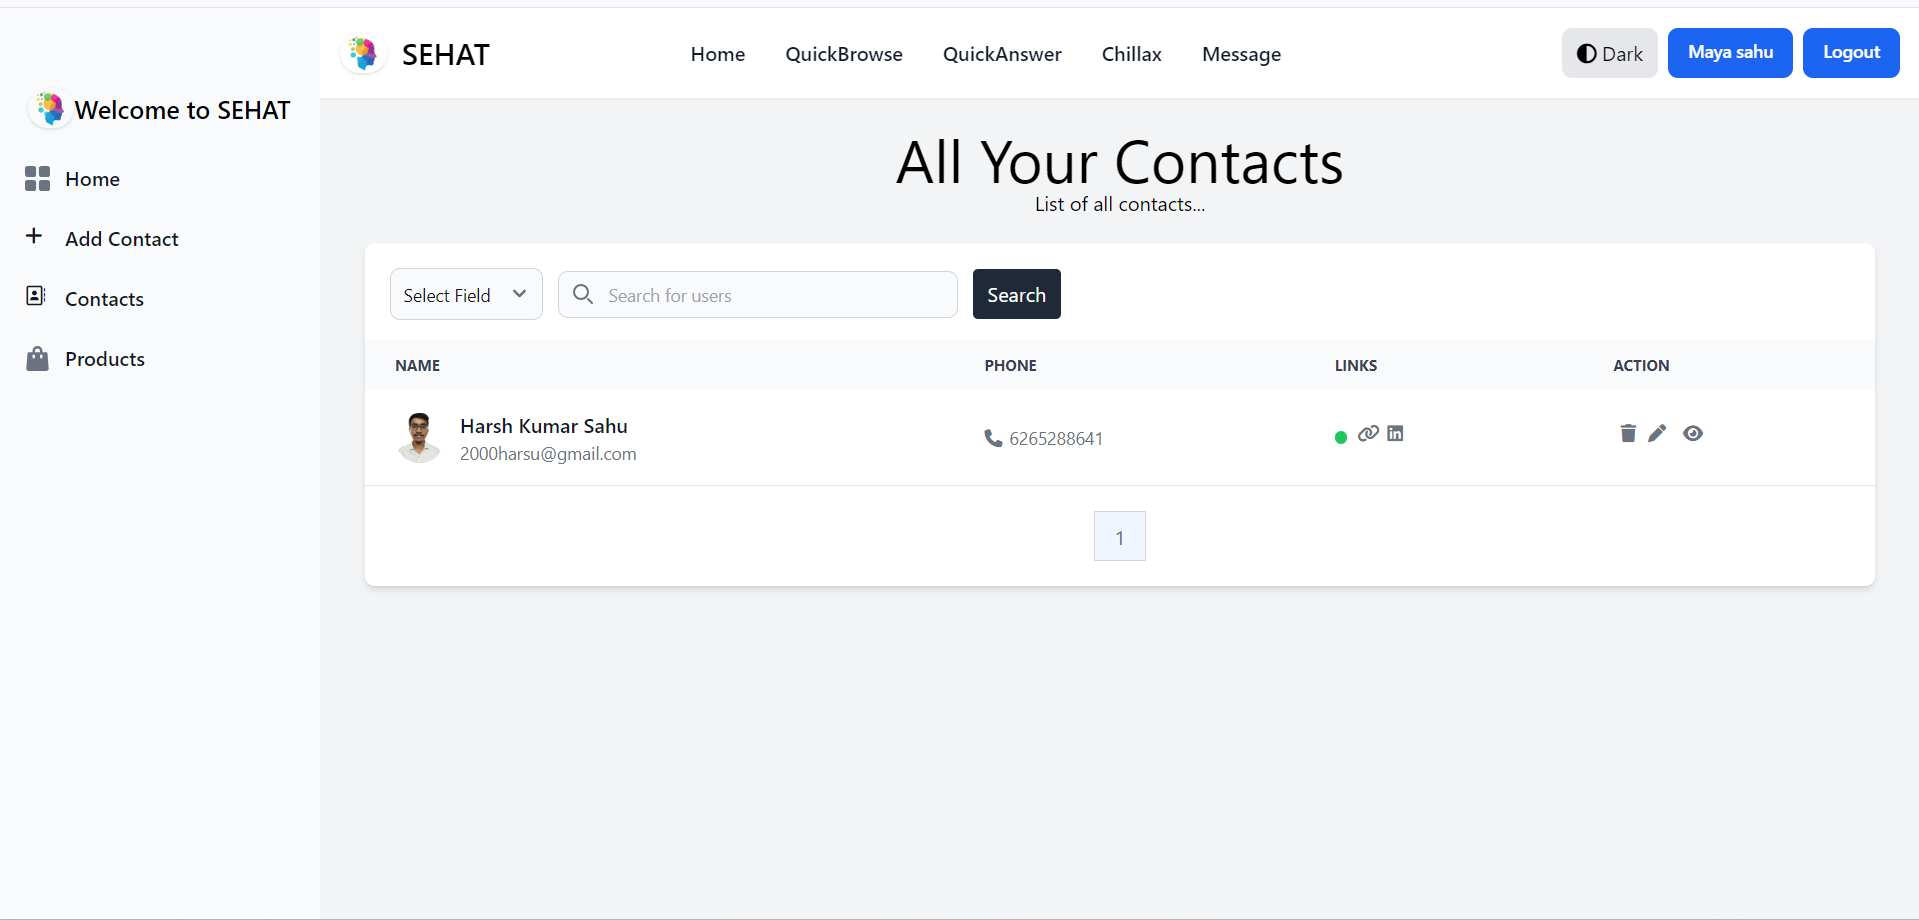 Welcome to SEHAT
Home
Add Contact
Contacts
Products
SEHAT
Home QuickBrowse QuickAnswer Chillax Message
Dark Maya sahu Logout
All Your Contacts
List of all contacts...
Select Field Search for users Search
NAME PHONE LINKS ACTION
Harsh Kumar Sahu
2000harsu@gmail.com
6265288641
1